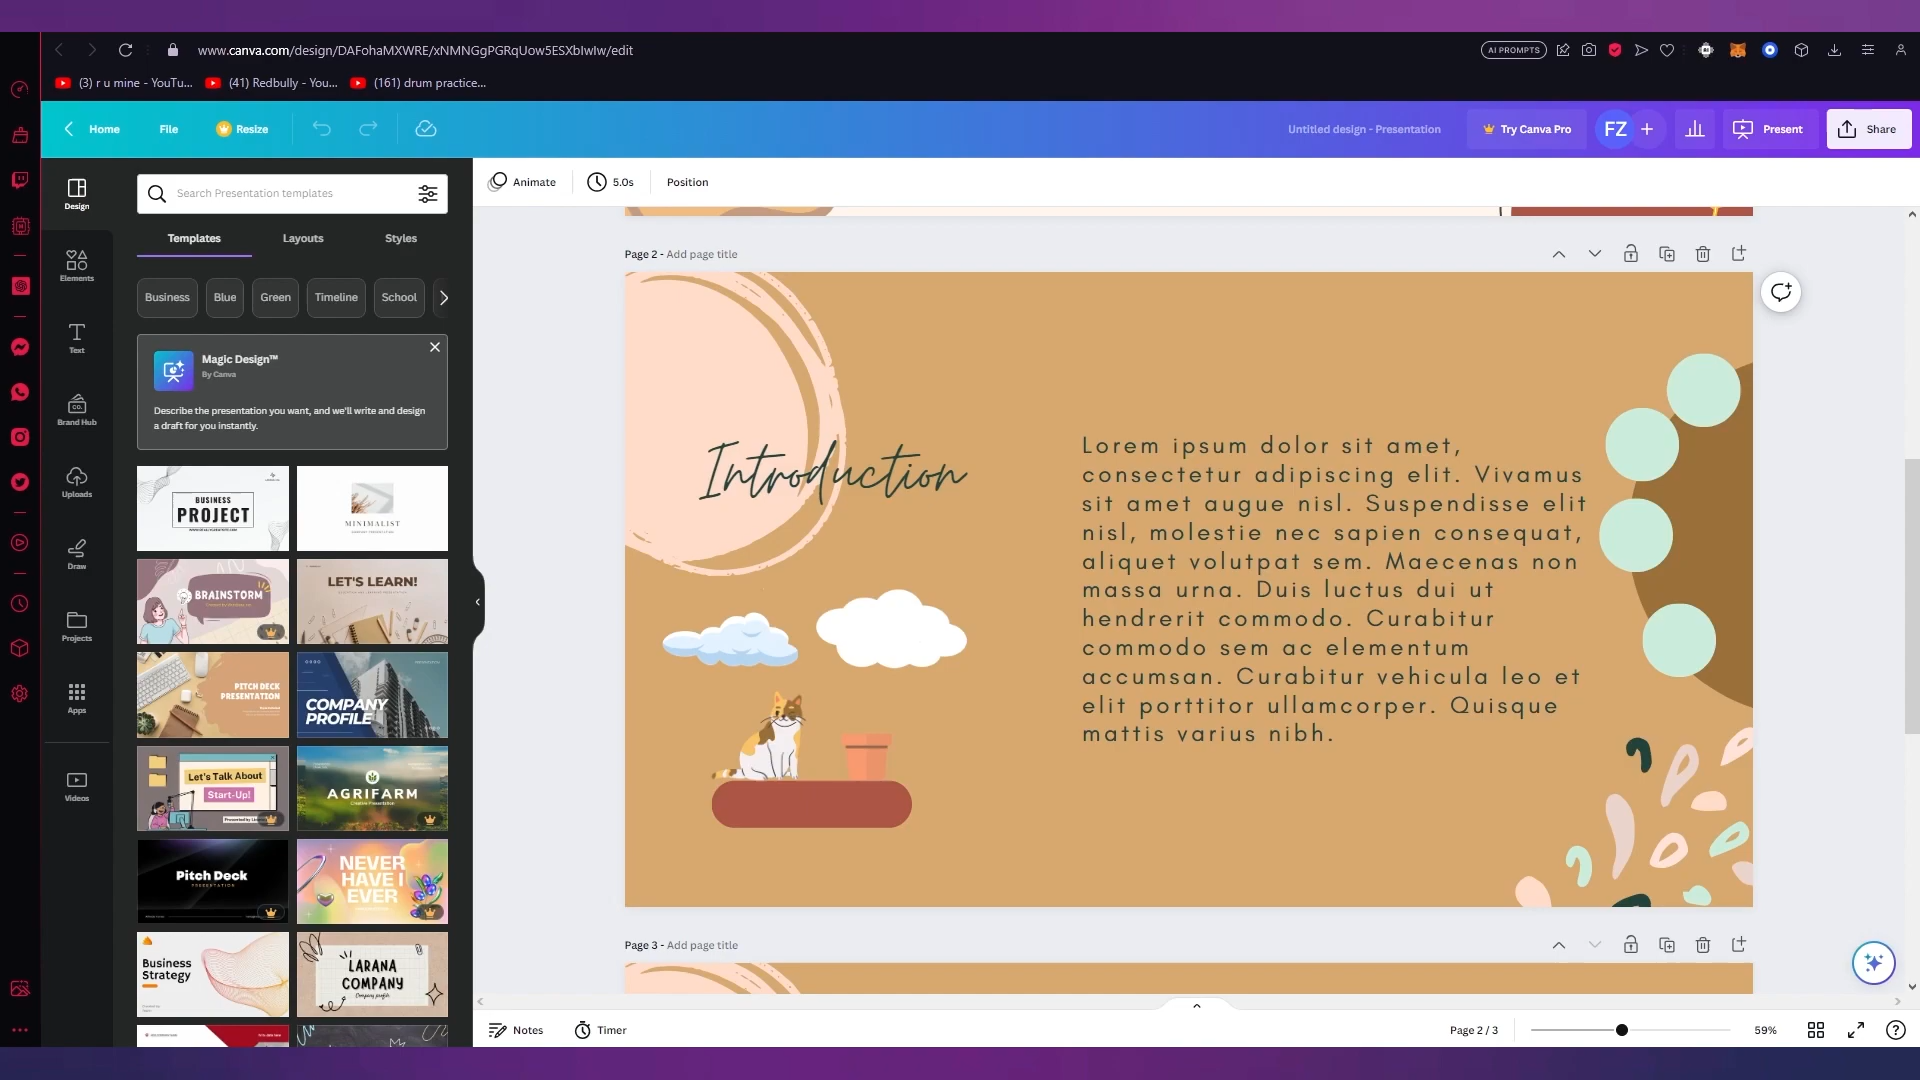 www.canva.com/design/DAFohaMXWRE/xNMNGgPGRqUow5ESXbIwIw/edit
AI PROMPTS
(3) r u mine - YouTu...
(41) Redbully - You...
(161) drum practice...
Home
File
Resize
Untitled design - Presentation
Try Canva Pro
FZ
Present
Share
Design
Elements
Text
Brand Hub
Uploads
Draw
Projects
Apps
Videos
Search Presentation templates
Templates
Layouts
Styles
Business
Blue
Green
Timeline
School
Magic Design™
By Canva
Describe the presentation you want, and we'll write and design
a draft for you instantly.
BUSINESS
PROJECT
MINIMALIST
BRAINSTORM
LET'S LEARN!
PITCH DECK
PRESENTATION
COMPANY
PROFILE
Let's Talk About
Start-Up!
AGRIFARM
Pitch Deck
PRESENTATION
NEVER
HAVE I
EVER
Business
Strategy
LARANA
COMPANY
Company profile
Animate
5.0s
Position
Page 2 - Add page title
Introduction
Lorem ipsum dolor sit amet,
consectetur adipiscing elit. Vivamus
sit amet augue nisl. Suspendisse elit
nisl, molestie nec sapien consequat,
aliquet volutpat sem. Maecenas non
massa urna. Duis luctus dui ut
hendrerit commodo. Curabitur
commodo sem ac elementum
accumsan. Curabitur vehicula leo et
elit porttitor ullamcorper. Quisque
mattis varius nibh.
Page 3 - Add page title
Notes
Timer
Page 2 / 3
59%